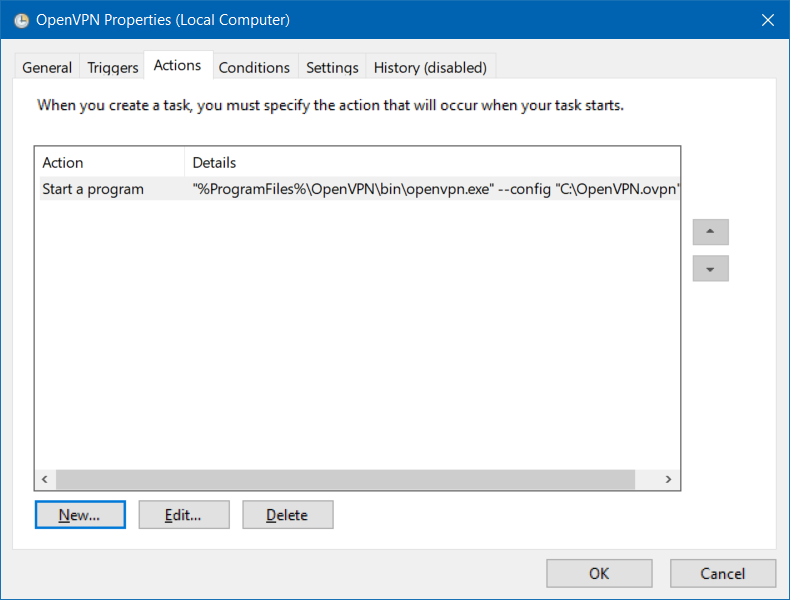 OpenVPN Properties (Local Computer)
General Triggers Actions Conditions Settings History (disabled)
When you create a task, you must specify the action that will occur when your task starts.
Action Details
Start a program "%ProgramFiles%\OpenVPN\bin\openvpn.exe" --config "C:\OpenVPN.ovpn"
New... Edit... Delete
OK Cancel